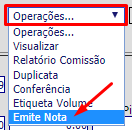 Operações...
Operações...
Visualizar
Relatório Comissão
Duplicata
Conferência
Etiqueta Volume
Emite Nota